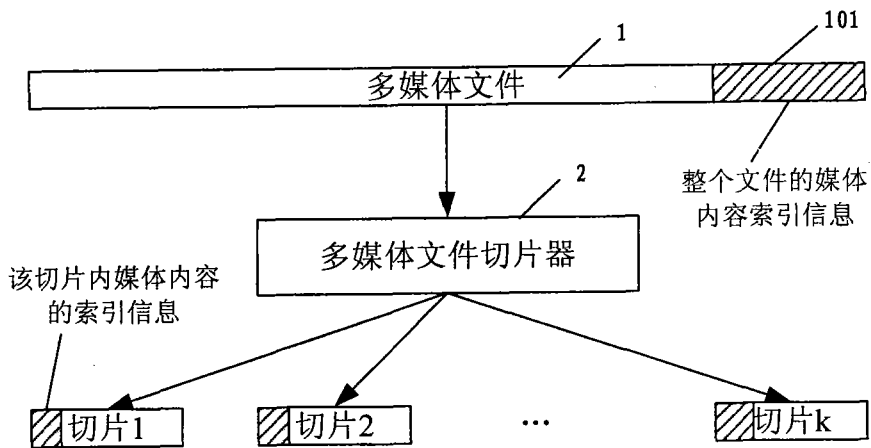 1
101
多媒体文件
整个文件的媒体
内容索引信息
2
多媒体文件切片器
该切片内媒体内容
的索引信息
切片1
切片2
...
切片k